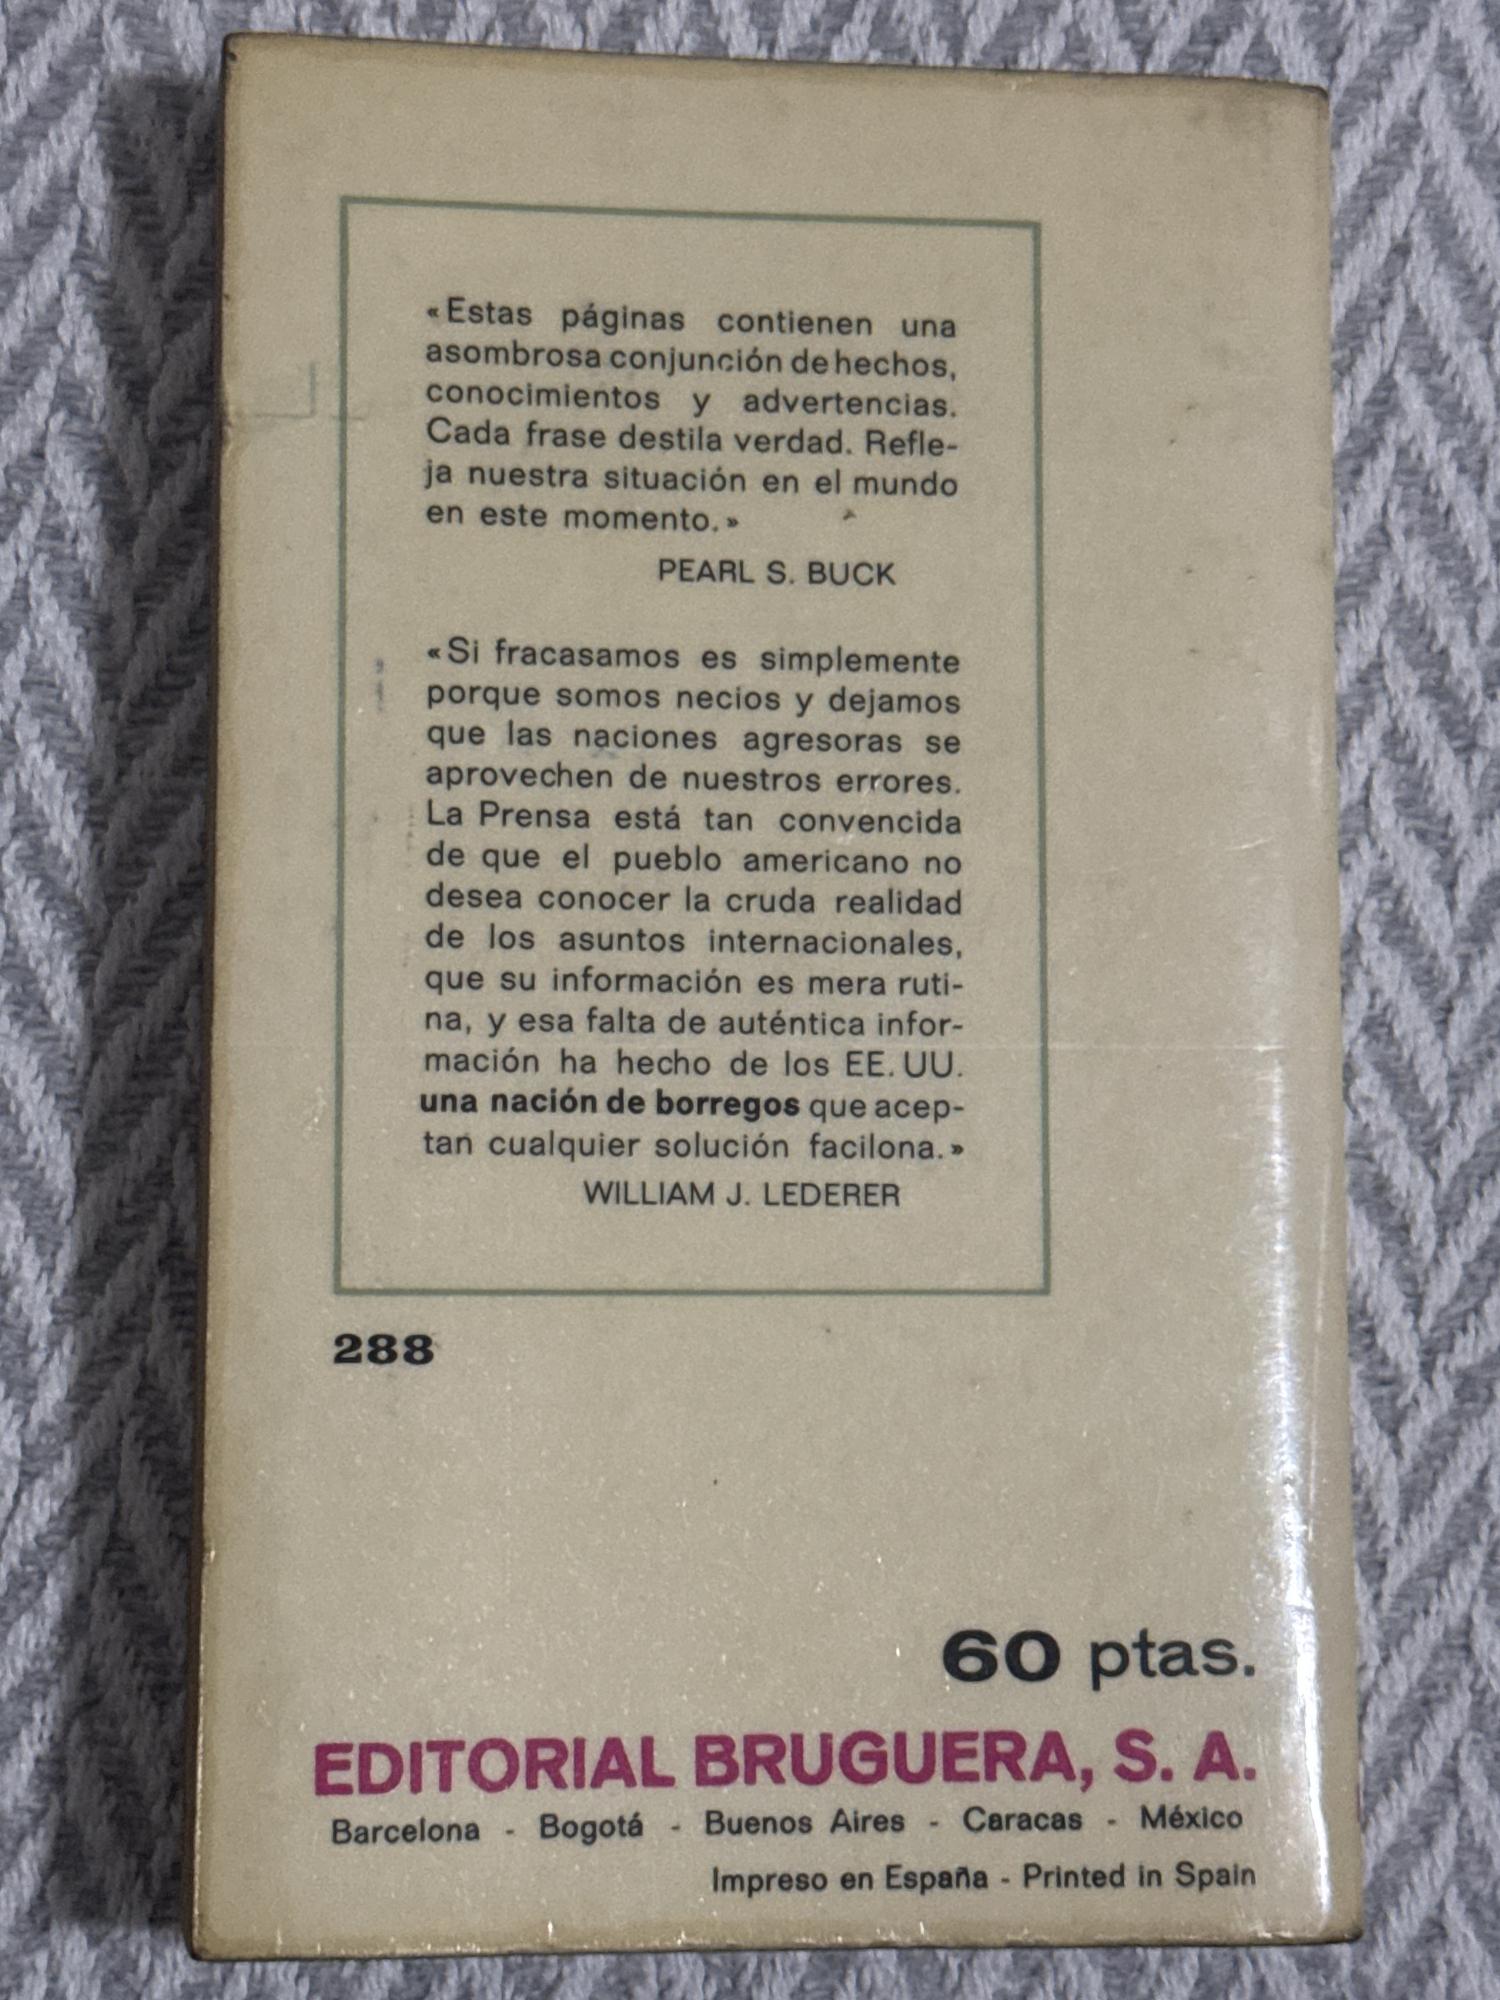 «Estas páginas contienen una
asombrosa conjunción de hechos,
conocimientos y advertencias.
Cada frase destila verdad. Refle-
ja nuestra situación en el mundo
en este momento.»
PEARL S. BUCK
«Si fracasamos es simplemente
porque somos necios y dejamos
que las naciones agresoras se
aprovechen de nuestros errores.
La Prensa está tan convencida
de que el pueblo americano no
desea conocer la cruda realidad
de los asuntos internacionales,
que su información es mera ruti-
na, y esa falta de auténtica infor-
mación ha hecho de los EE. UU.
una nación de borregos que acep-
tan cualquier solución facilona.»
WILLIAM J. LEDERER
288
60 ptas.
EDITORIAL BRUGUERA, S. A.
Barcelona - Bogotá - Buenos Aires - Caracas - México
Impreso en España - Printed in Spain